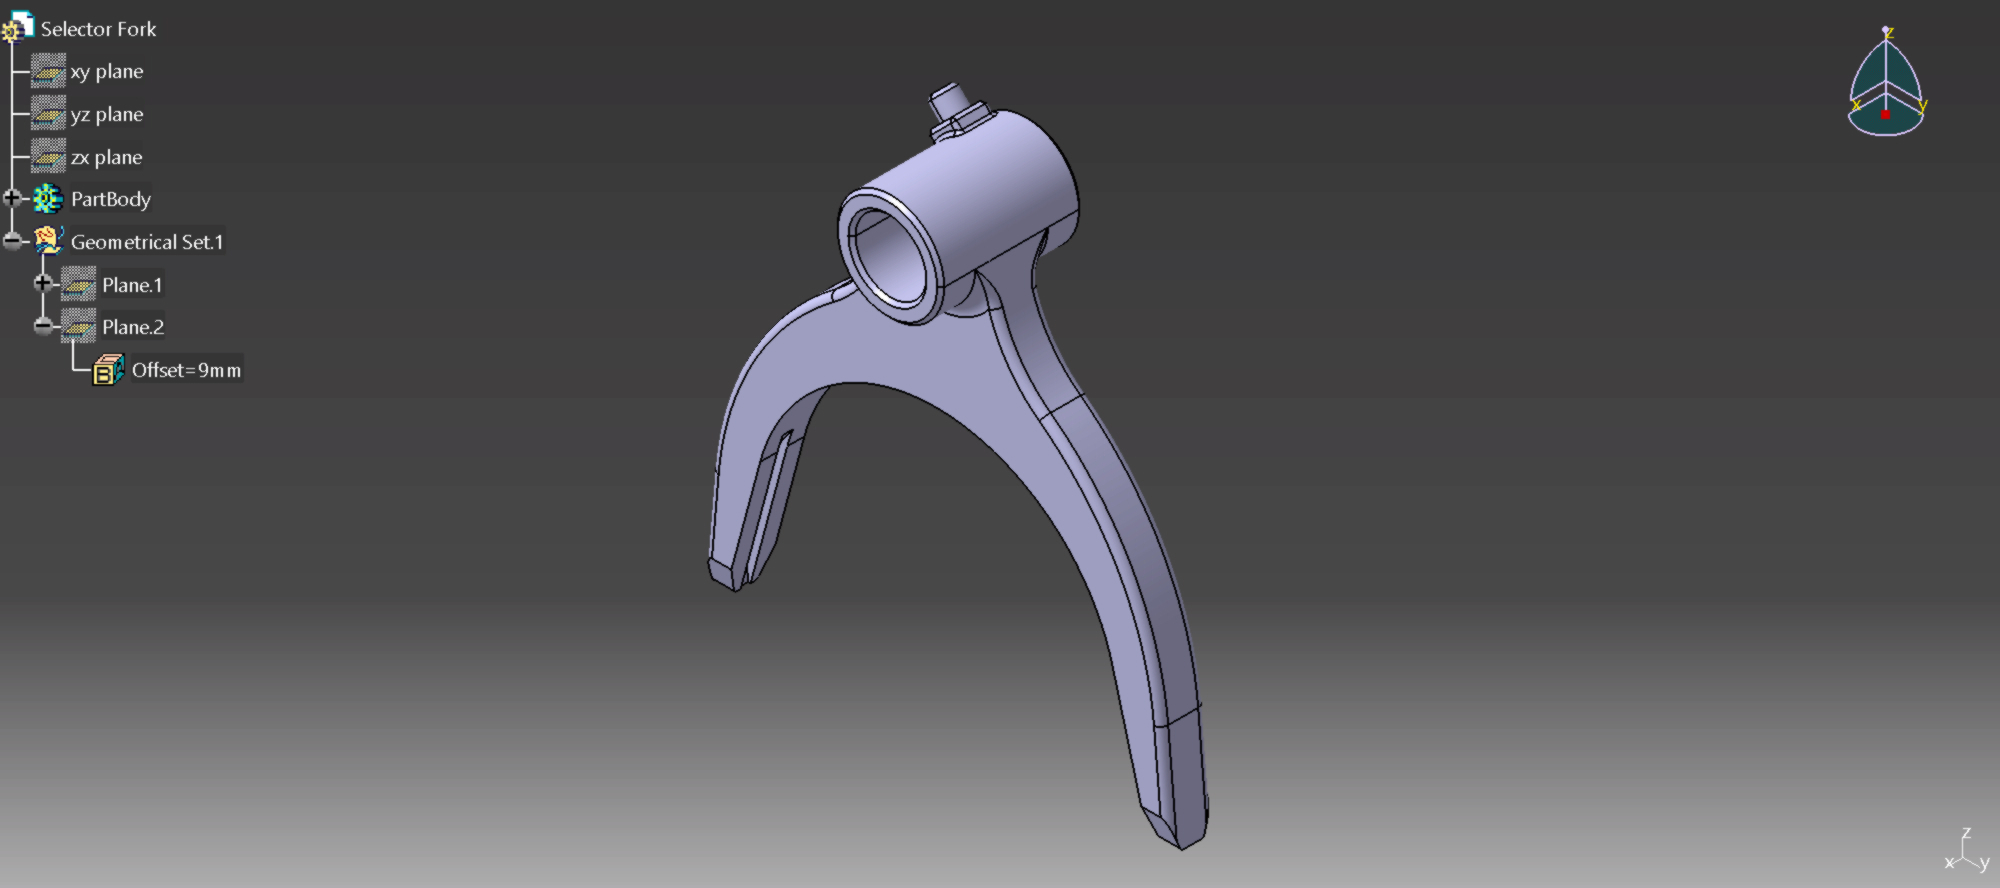 Selector Fork
xy plane
yz plane
zx plane
PartBody
Geometrical Set.1
Plane.1
Plane.2
B
Offset=9mm
z
x
y
z
x
y